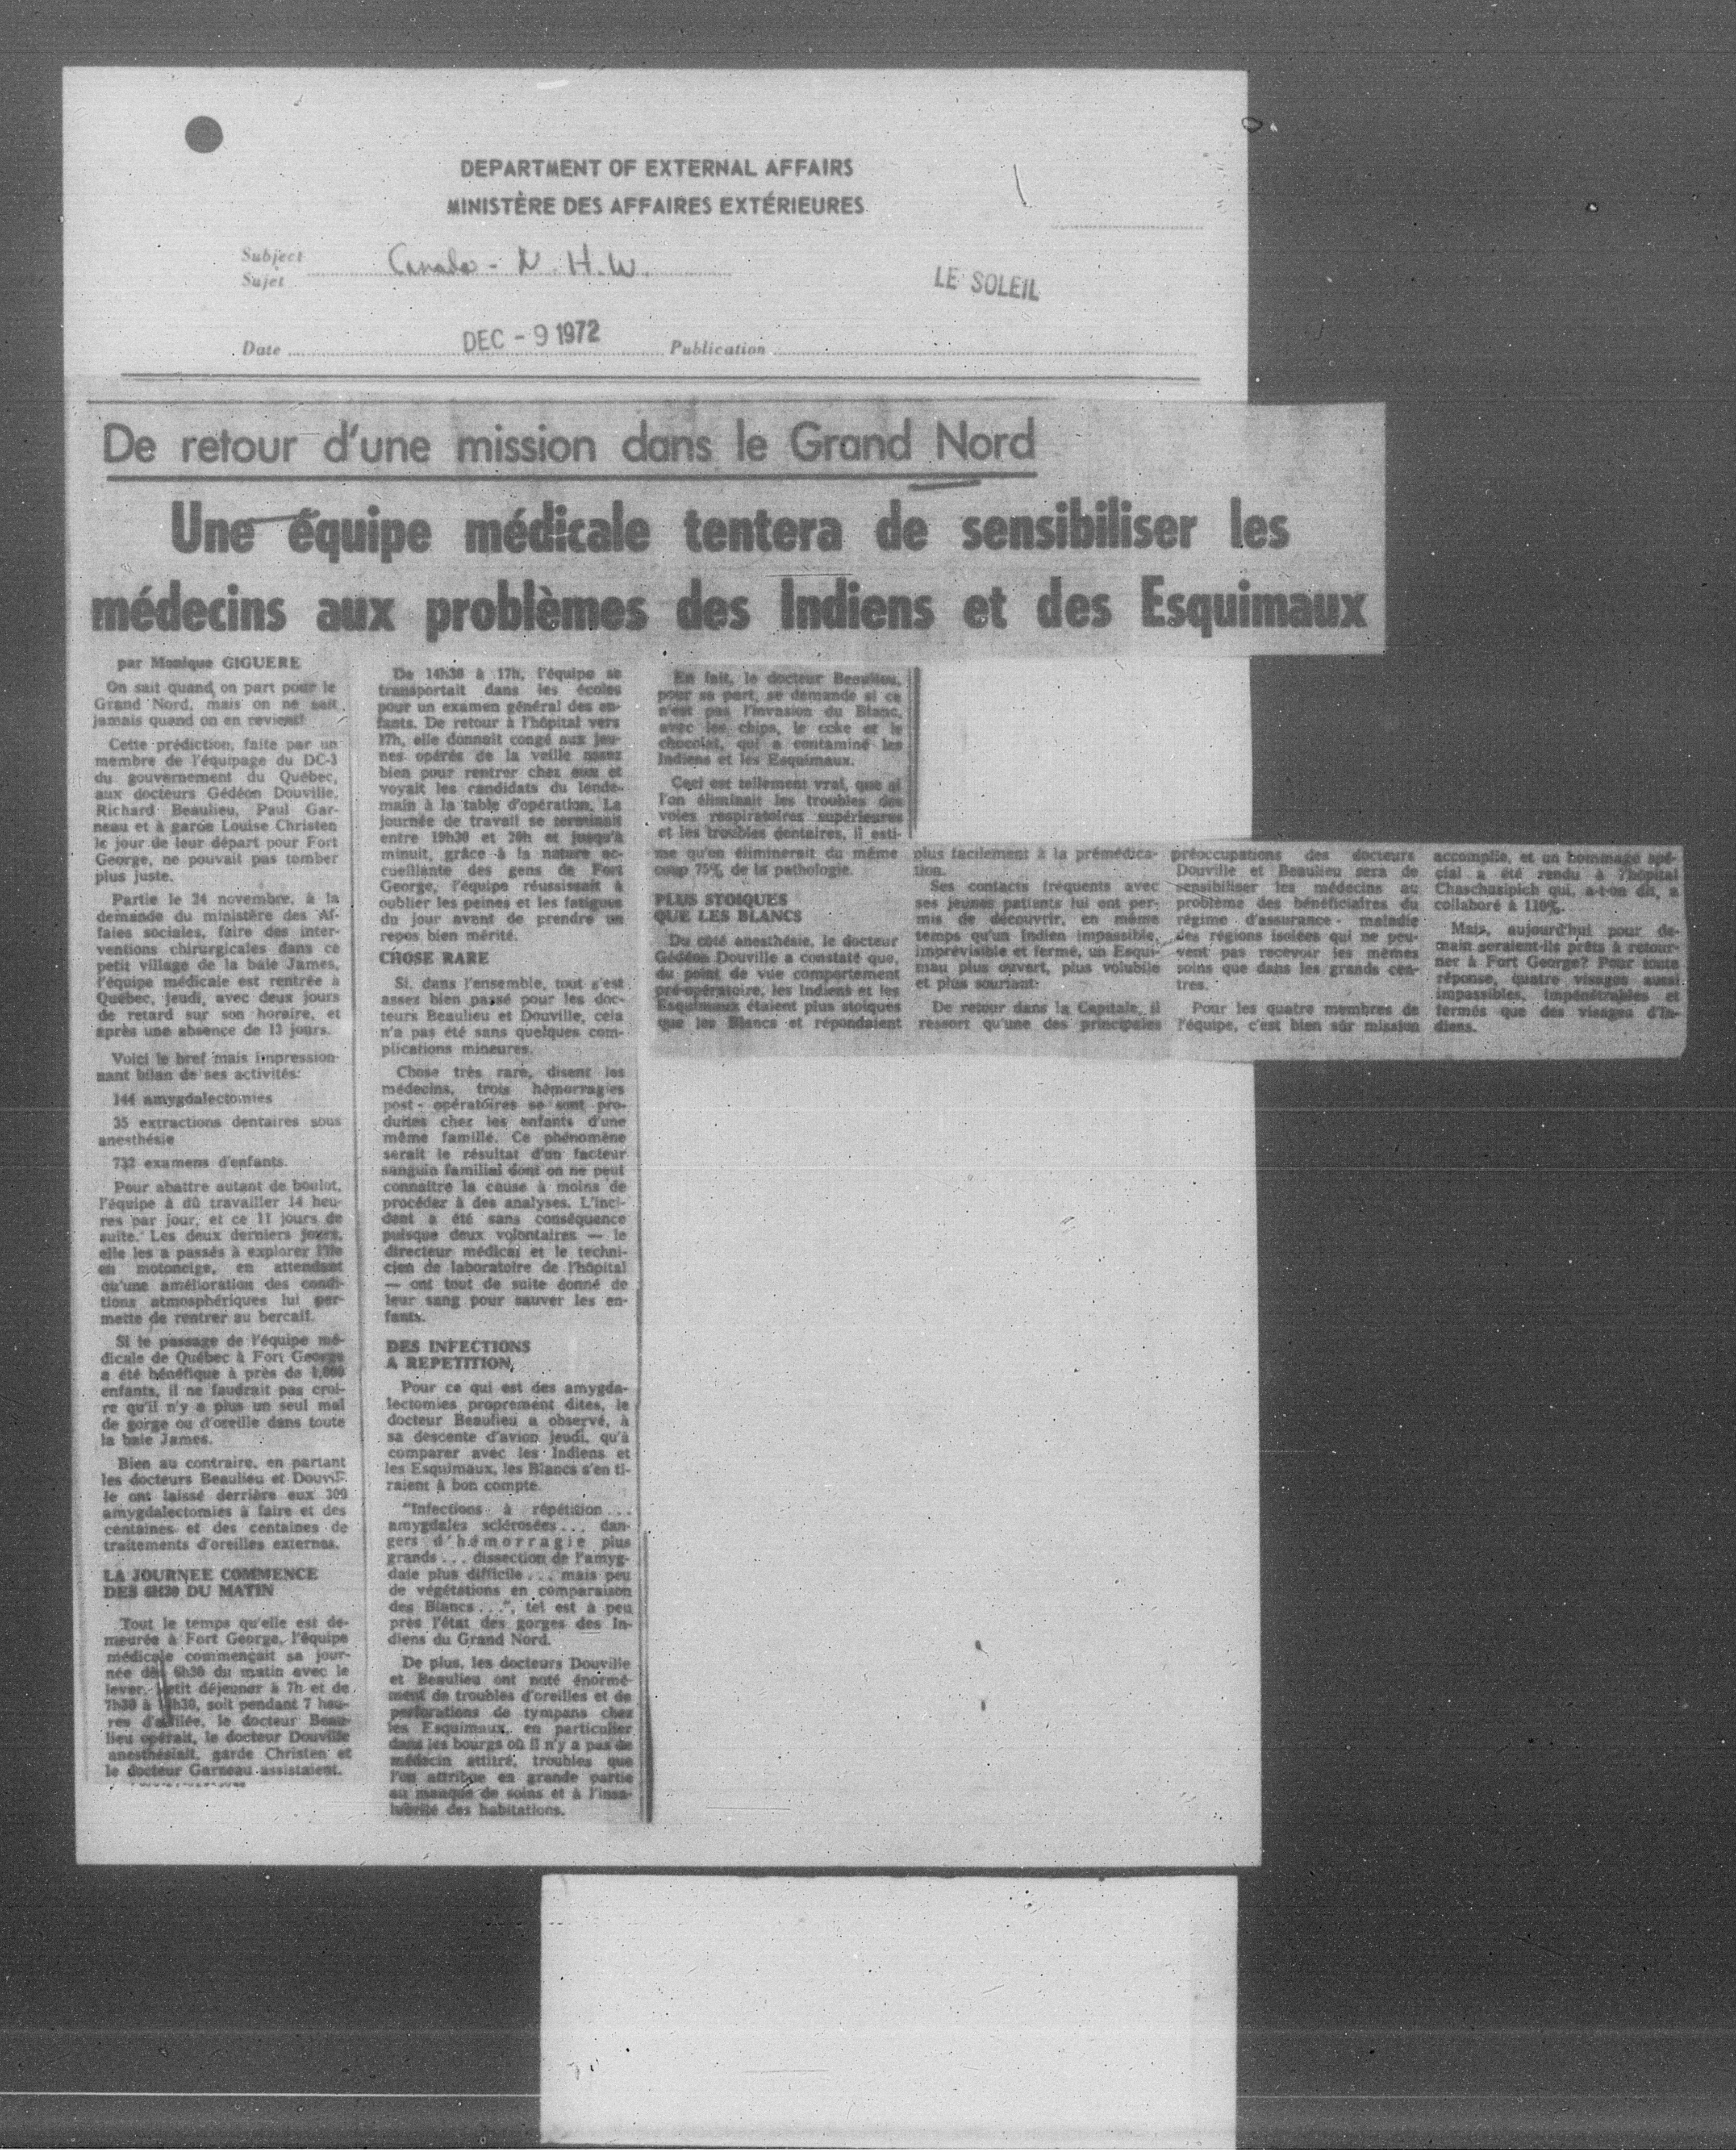 DEPARTMENT OF EXTERNAL AFFAIRS
MINISTÈRE DES AFFAIRES EXTÉRIEURES
Subject
Sujet
Canada - N. H. W.
LE SOLEIL
Date
DEC - 9 1972
Publication
De retour d'une mission dans le Grand Nord
Une équipe médicale tentera de sensibiliser les
médecins aux problèmes des Indiens et des Esquimaux
par Monique GIGUERE
On sait quand on part pour le
Grand Nord, mais on ne sait
jamais quand on en revient!
Cette prédiction, faite par un
membre de l'équipage du DC-3
du gouvernement du Québec,
aux docteurs Gédéon Douville,
Richard Beaulieu, Paul Gar-
neau et à garde Louise Christen
le jour de leur départ pour Fort
George, ne pouvait pas tomber
plus juste.
Partie le 24 novembre, à la
demande du ministère des Af-
faies sociales, faire des inter-
ventions chirurgicales dans ce
petit village de la baie James,
l'équipe médicale est rentrée à
Québec, jeudi, avec deux jours
de retard sur son horaire, et
après une absence de 13 jours.
Voici le bref mais impression-
nant bilan de ses activités:
144 amygdalectomies
35 extractions dentaires sous
anesthésie
732 examens d'enfants.
Pour abattre autant de boulot,
l'équipe à dû travailler 14 heu-
res par jour, et ce 11 jours de
suite. Les deux derniers jours,
elle les a passés à explorer l'île
en motoneige, en attendant
qu'une amélioration des condi-
tions atmosphériques lui per-
mette de rentrer au bercail.
Si le passage de l'équipe mé-
dicale de Québec à Fort George
a été bénéfique à près de 1,000
enfants, il ne faudrait pas croi-
re qu'il n'y a plus un seul mal
de gorge ou d'oreille dans toute
la baie James.
Bien au contraire, en partant
les docteurs Beaulieu et Douvil-
le ont laissé derrière eux 309
amygdalectomies à faire et des
centaines et des centaines de
traitements d'oreilles externes.
LA JOURNEE COMMENCE
DES 6H30 DU MATIN
Tout le temps qu'elle est de-
meurée à Fort George, l'équipe
médicale commençait sa jour-
née dès 6h30 du matin avec le
lever. Petit déjeuner à 7h et de
7h30 à 14h30, soit pendant 7 heu-
res d'affilée, le docteur Beau-
lieu opérait, le docteur Douville
anesthésiait, garde Christen et
le docteur Garneau assistaient.
De 14h30 à 17h, l'équipe se
transportait dans les écoles
pour un examen général des en-
fants. De retour à l'hôpital vers
17h, elle donnait congé aux jeu-
nes opérés de la veille assez
bien pour rentrer chez eux et
voyait les candidats du lende-
main à la table d'opération. La
journée de travail se terminait
entre 19h30 et 20h et jusqu'à
minuit, grâce à la nature ac-
cueillante des gens de Fort
George, l'équipe réussissait à
oublier les peines et les fatigues
du jour avant de prendre un
repos bien mérité.
CHOSE RARE
Si, dans l'ensemble, tout s'est
assez bien passé pour les doc-
teurs Beaulieu et Douville, cela
n'a pas été sans quelques com-
plications mineures.
Chose très rare, disent les
médecins, trois hémorragies
post-opératoires se sont pro-
duites chez les enfants d'une
même famille. Ce phénomène
serait le résultat d'un facteur
sanguin familial dont on ne peut
connaître la cause à moins de
procéder à des analyses. L'inci-
dent a été sans conséquence
puisque deux volontaires — le
directeur médical et le techni-
cien de laboratoire de l'hôpital
— ont tout de suite donné de
leur sang pour sauver les en-
fants.
DES INFECTIONS
A REPETITION,
Pour ce qui est des amygda-
lectomies proprement dites, le
docteur Beaulieu a observé, à
sa descente d'avion jeudi, qu'à
comparer avec les Indiens et
les Esquimaux, les Blancs s'en ti-
raient à bon compte.
"Infections à répétition...
amygdales sclérosées... dan-
gers d'hémorragie plus
grands... dissection de l'amyg-
dale plus difficile... mais peu
de végétations en comparaison
des Blancs...", tel est à peu
près l'état des gorges des In-
diens du Grand Nord.
De plus, les docteurs Douville
et Beaulieu ont noté énormé-
ment de troubles d'oreilles et de
perforations de tympans chez
les Esquimaux, en particulier
dans les bourgs où il n'y a pas de
médecin attitré, troubles que
l'on attribue en grande partie
au manque de soins et à l'insa-
lubrité des habitations.
En fait, le docteur Beaulieu,
pour sa part, se demande si ce
n'est pas l'invasion du Blanc,
avec les chips, le coke et le
chocolat, qui a contaminé les
Indiens et les Esquimaux.
Ceci est tellement vrai, que si
l'on éliminait les troubles des
voies respiratoires supérieures
et les troubles dentaires, il esti-
me qu'on éliminerait du même
coup 75% de la pathologie.
PLUS STOIQUES
QUE LES BLANCS
Du côté anesthésie, le docteur
Gédéon Douville a constaté que,
du point de vue comportement
pré-opératoire, les Indiens et les
Esquimaux étaient plus stoïques
que les Blancs et répondaient
plus facilement à la prémédica-
tion.
Ses contacts fréquents avec
ses jeunes patients lui ont per-
mis de découvrir, en même
temps qu'un Indien impassible,
imprévisible et fermé, un Esqui-
mau plus ouvert, plus volubile
et plus souriant.
De retour dans la Capitale, il
ressort qu'une des principales
préoccupations des docteurs
Douville et Beaulieu sera de
sensibiliser les médecins au
problème des bénéficiaires du
régime d'assurance-maladie
des régions isolées qui ne peu-
vent pas recevoir les mêmes
soins que dans les grands cen-
tres.
Pour les quatre membres de
l'équipe, c'est bien sûr mission
accomplie, et un hommage spé-
cial a été rendu à l'hôpital
Chaschasipich qui, a-t-on dit, a
collaboré à 110%.
Mais, aujourd'hui pour de-
main seraient-ils prêts à retour-
ner à Fort George? Pour toute
réponse, quatre visages aussi
impassibles, impénétrables et
fermés que des visages d'In-
diens.